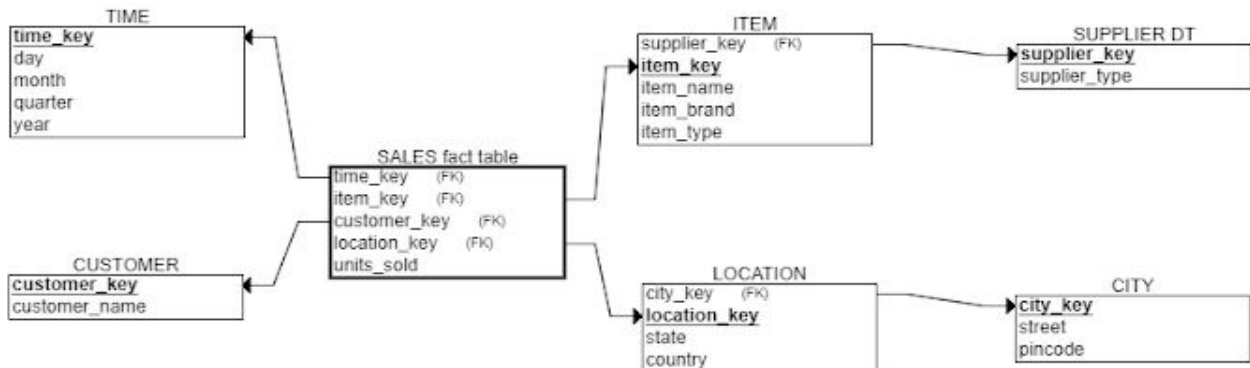 TIME
time_key
day
month
quarter
year
ITEM
supplier_key (FK)
item_key
item_name
item_brand
item_type
SUPPLIER DT
supplier_key
supplier_type
SALES fact table
time_key (FK)
item_key (FK)
customer_key (FK)
location_key (FK)
units_sold
CUSTOMER
customer_key
customer_name
LOCATION
city_key (FK)
location_key
state
country
CITY
city_key
street
pincode